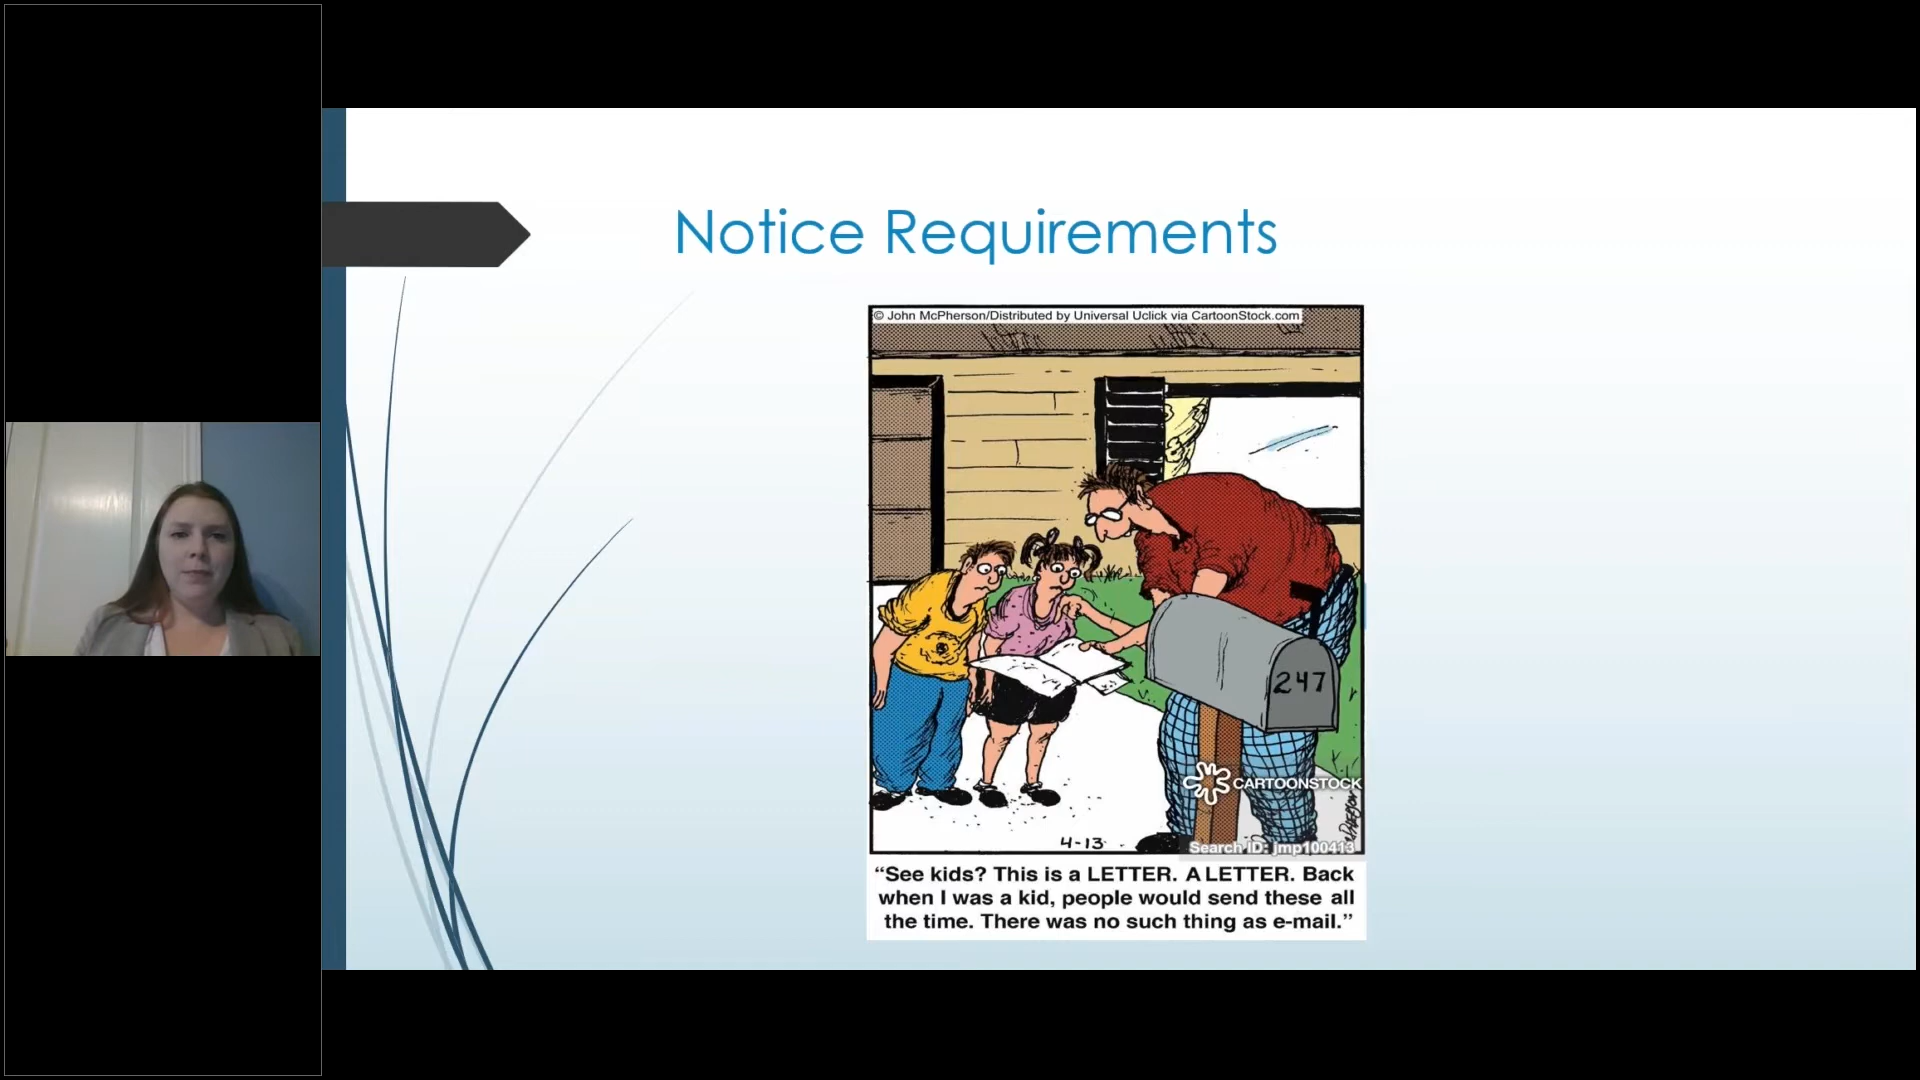 Notice Requirements
© John McPherson/Distributed by Universal Uclick via CartoonStock.com
247
CARTOONSTOCK
4-13
Search ID: jmp100413
“See kids? This is a LETTER. A LETTER. Back
when I was a kid, people would send these all
the time. There was no such thing as e-mail.”